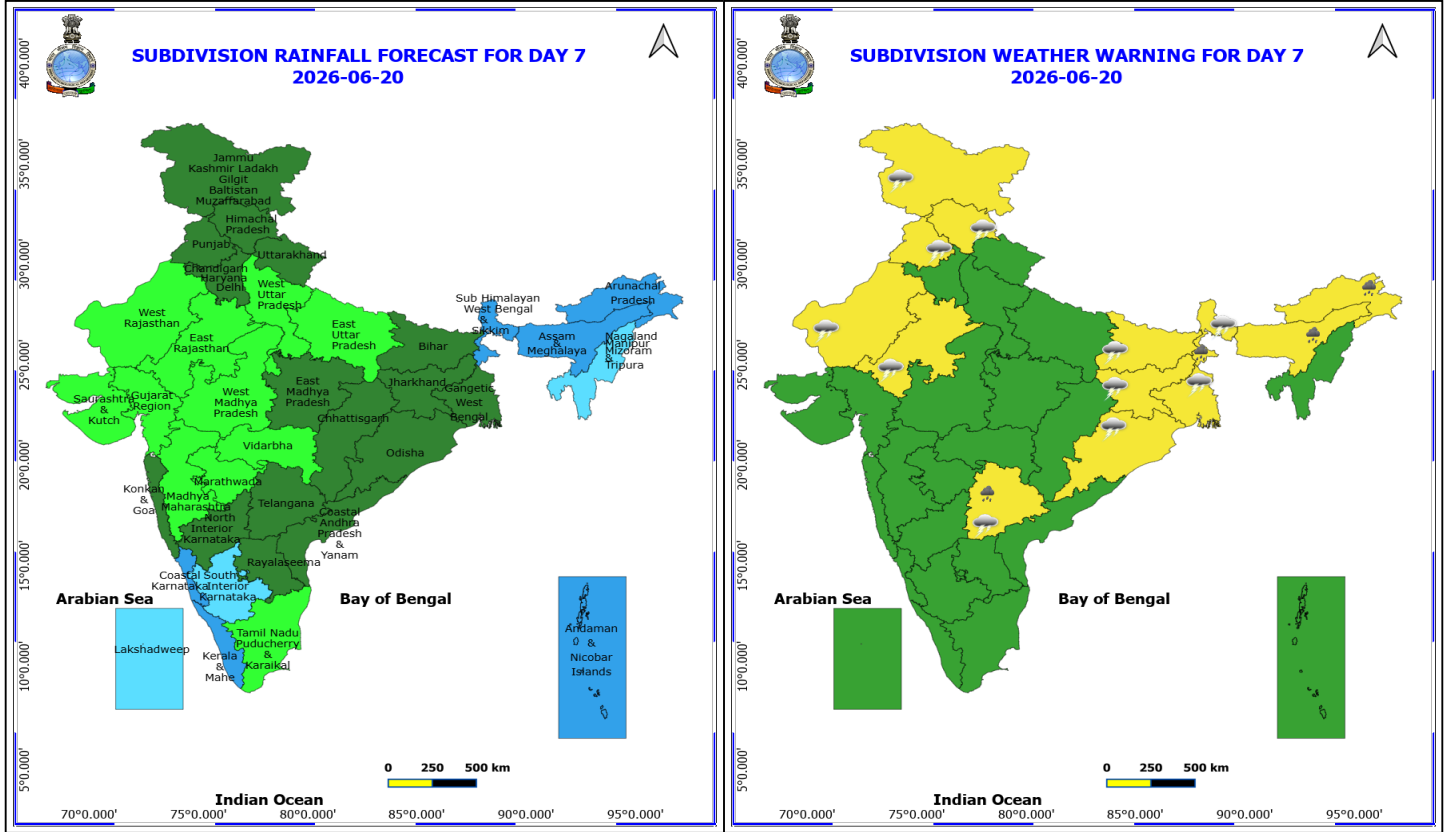 SUBDIVISION RAINFALL FORECAST FOR DAY 7
2026-06-20
40°0.000'
35°0.000'
30°0.000'
25°0.000'
20°0.000'
15°0.000'
10°0.000'
5°0.000'
Jammu
Kashmir Ladakh
Gilgit
Baltistan
Muzaffarabad
Himachal
Pradesh
Punjab
Uttarakhand
Chandigarh
Haryana
Delhi
West
Uttar
Pradesh
West
Rajasthan
East
Rajasthan
East
Uttar
Pradesh
Sub Himalayan
West Bengal
&
Sikkim
Arunachal
Pradesh
Assam
&
Meghalaya
Nagaland
Manipur
Mizoram
&
Tripura
Bihar
Jharkhand
Gangetic
West
Bengal
East
Madhya
Pradesh
West
Madhya
Pradesh
Chhattisgarh
Saurashtra
&
Kutch
Gujarat
Region
Vidarbha
Odisha
Marathwada
Madhya
Maharashtra
Konkan
&
Goa
Telangana
North
Interior
Karnataka
Coastal
Andhra
Pradesh
&
Yanam
Rayalaseema
Coastal
Karnataka
South
Interior
Karnataka
Tamil Nadu
Puducherry
&
Karaikal
Kerala
&
Mahe
Arabian Sea
Lakshadweep
Bay of Bengal
Andaman
&
Nicobar
Islands
0 250 500 km
Indian Ocean
70°0.000' 75°0.000' 80°0.000' 85°0.000' 90°0.000' 95°0.000'
SUBDIVISION WEATHER WARNING FOR DAY 7
2026-06-20
40°0.000'
35°0.000'
30°0.000'
25°0.000'
20°0.000'
15°0.000'
10°0.000'
5°0.000'
Arabian Sea
Bay of Bengal
0 250 500 km
Indian Ocean
70°0.000' 75°0.000' 80°0.000' 85°0.000' 90°0.000' 95°0.000'